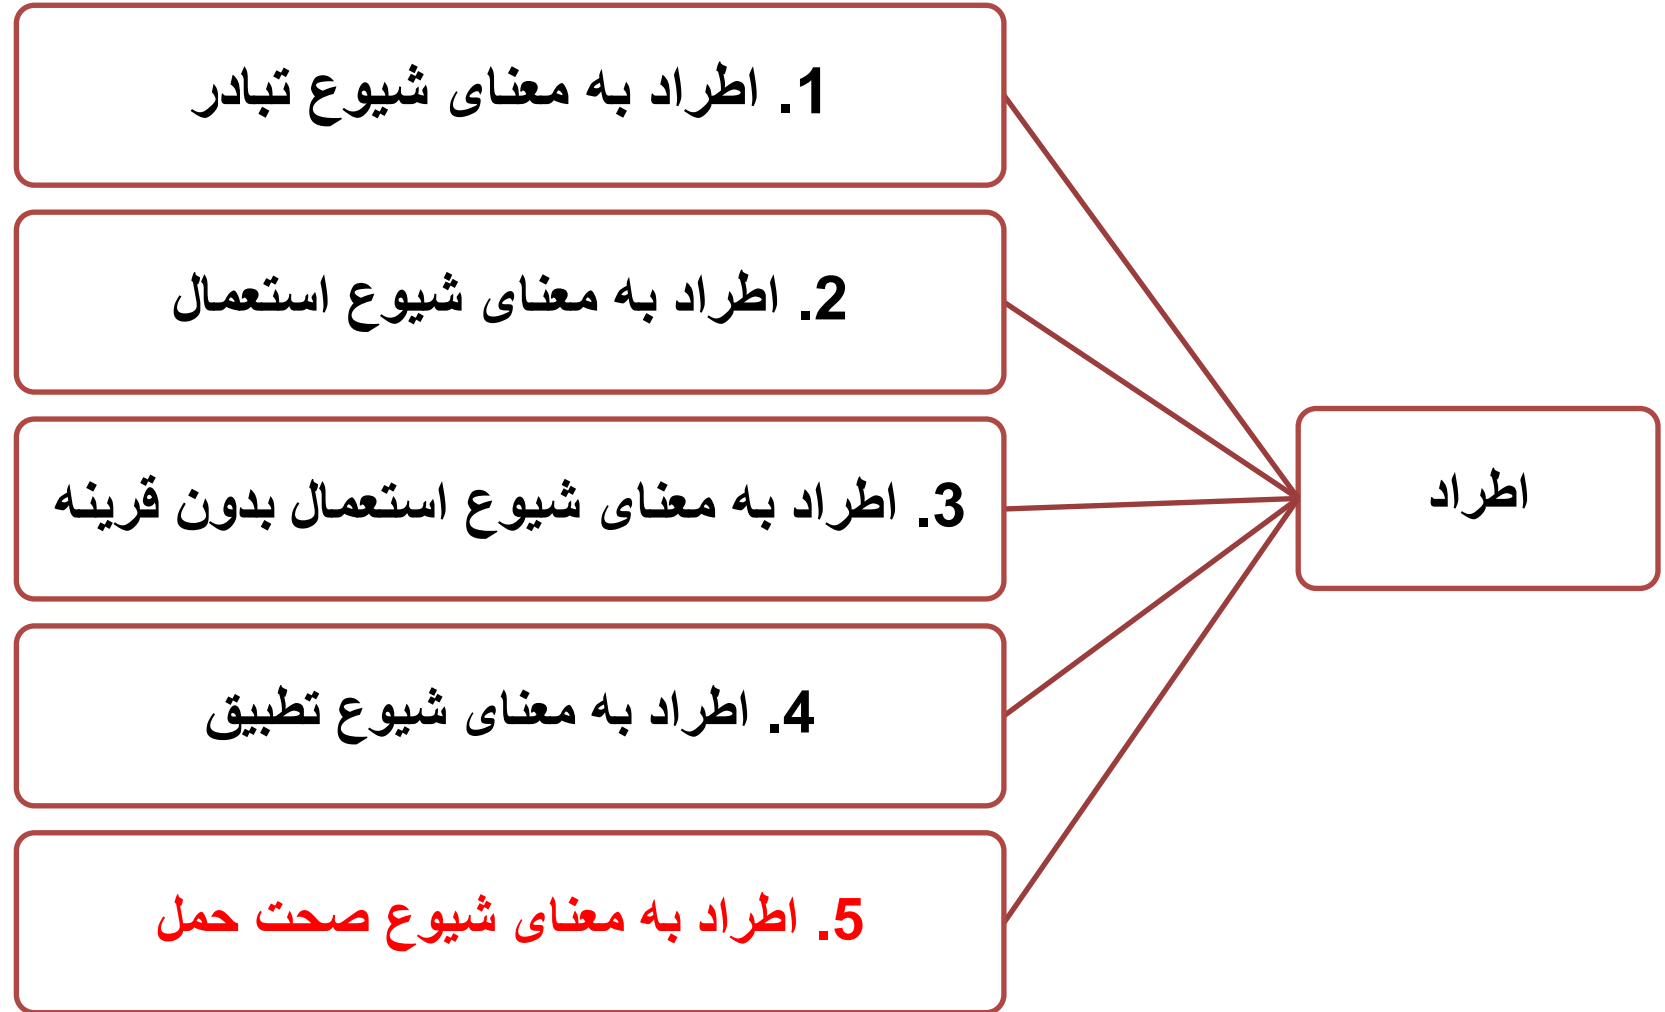 اطراد
1. اطراد به معنای شیوع تبادر
2. اطراد به معنای شیوع استعمال
3. اطراد به معنای شیوع استعمال بدون قرینه
4. اطراد به معنای شیوع تطبیق
5. اطراد به معنای شیوع صحت حمل